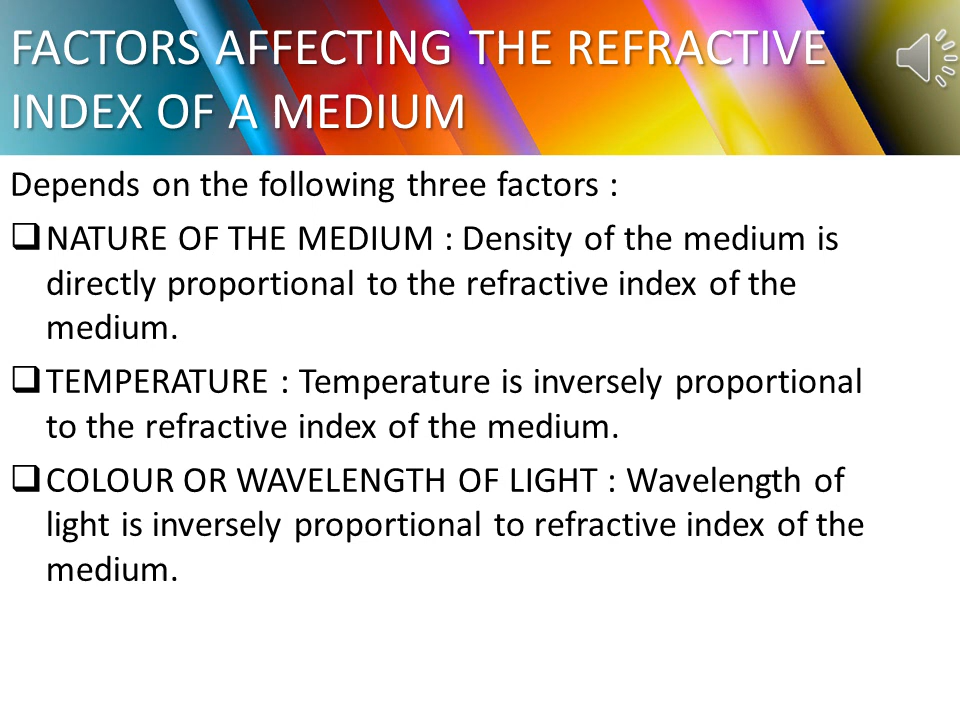 FACTORS AFFECTING THE REFRACTIVE
INDEX OF A MEDIUM
Depends on the following three factors :
NATURE OF THE MEDIUM : Density of the medium is
directly proportional to the refractive index of the
medium.
TEMPERATURE : Temperature is inversely proportional
to the refractive index of the medium.
COLOUR OR WAVELENGTH OF LIGHT : Wavelength of
light is inversely proportional to refractive index of the
medium.